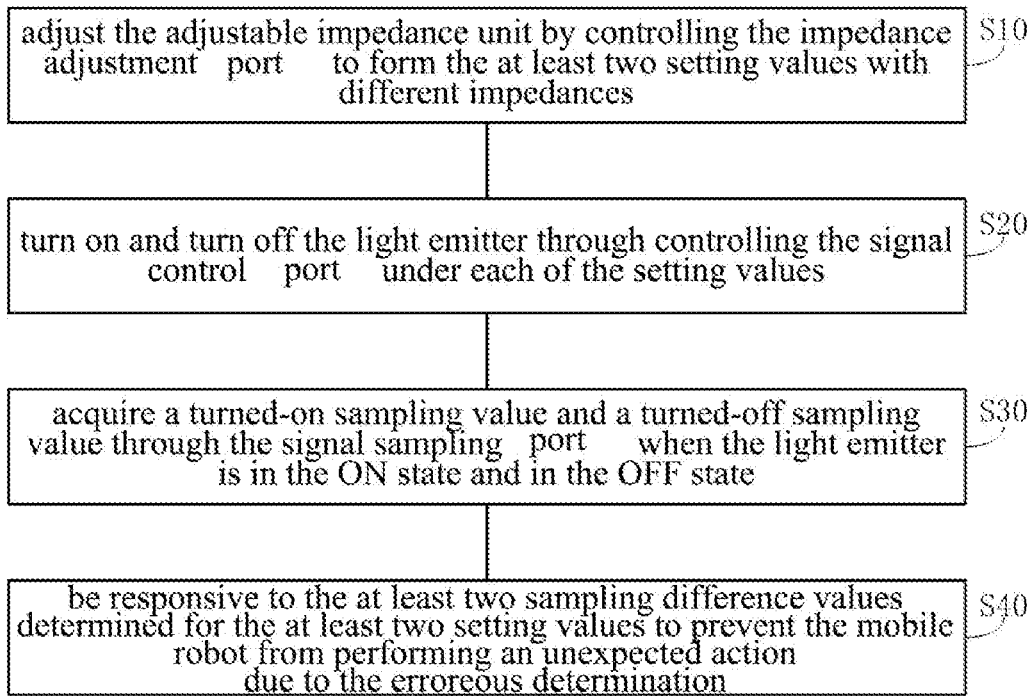 adjust the adjustable impedance unit by controlling the impedance
adjustment port to form the at least two setting values with
different impedances
S10
turn on and turn off the light emitter through controlling the signal
control port under each of the setting values
S20
acquire a turned-on sampling value and a turned-off sampling
value through the signal sampling port when the light emitter
is in the ON state and in the OFF state
S30
be responsive to the at least two sampling difference values
determined for the at least two setting values to prevent the mobile
robot from performing an unexpected action
due to the erroreous determination
S40